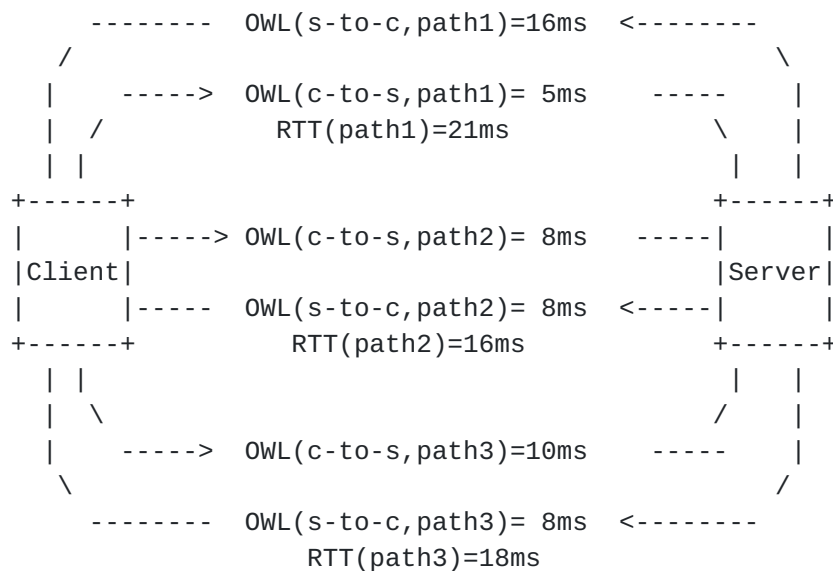 -------- OWL(s-to-c,path1)=16ms <--------
/ \
| -----> OWL(c-to-s,path1)= 5ms ----- |
| / RTT(path1)=21ms \ |
| | | |
+------+ +------+
| |-----> OWL(c-to-s,path2)= 8ms -----| |
|Client| |Server|
| |----- OWL(s-to-c,path2)= 8ms <-----| |
+------+ RTT(path2)=16ms +------+
| | | |
| \ / |
| -----> OWL(c-to-s,path3)=10ms ----- |
\ /
-------- OWL(s-to-c,path3)= 8ms <--------
RTT(path3)=18ms